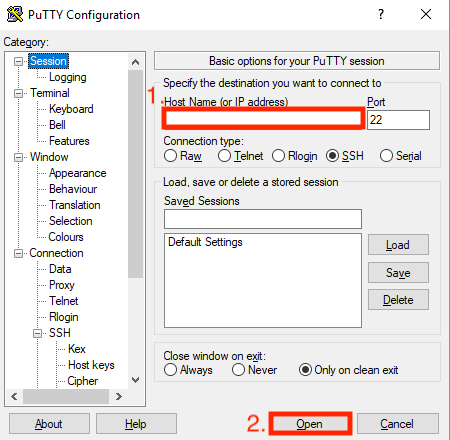 PuTTY Configuration
?
Category:
Session
Logging
Terminal
Keyboard
Bell
Features
Window
Appearance
Behaviour
Translation
Selection
Colours
Connection
Data
Proxy
Telnet
Rlogin
SSH
Kex
Host keys
Cipher
Basic options for your PuTTY session
Specify the destination you want to connect to
1. Host Name (or IP address) Port
22
Connection type:
Raw Telnet Rlogin SSH Serial
Load, save or delete a stored session
Saved Sessions
Default Settings
Load
Save
Delete
Close window on exit:
Always Never Only on clean exit
About Help 2. Open Cancel